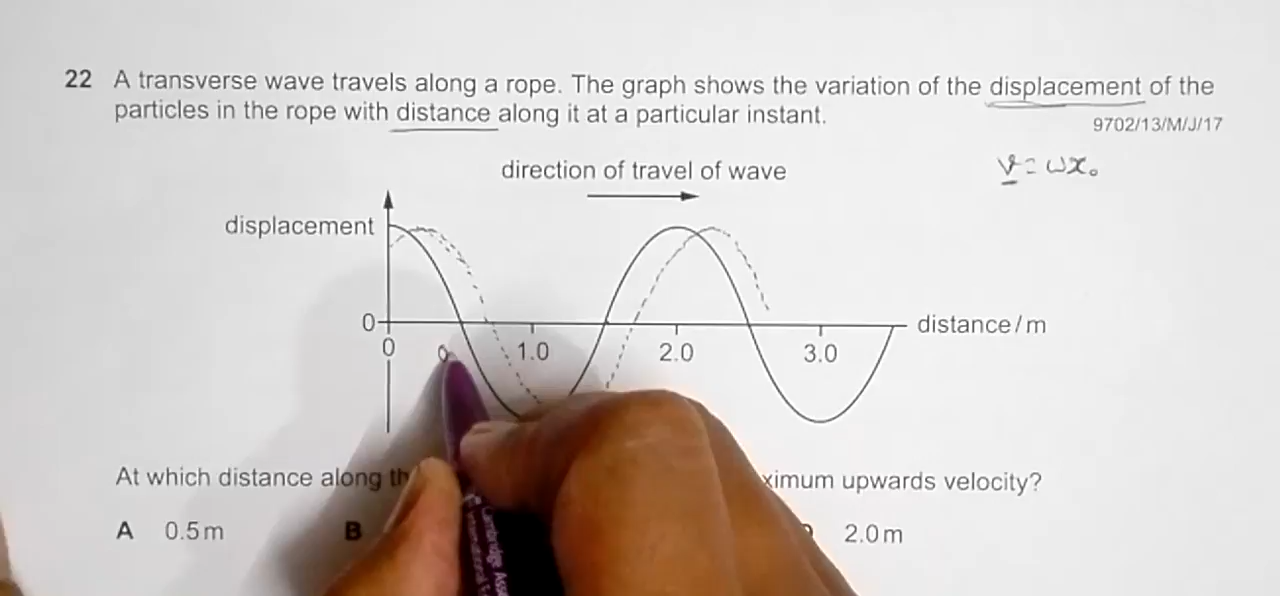 22 A transverse wave travels along a rope. The graph shows the variation of the displacement of the
particles in the rope with distance along it at a particular instant.
9702/13/M/J/17
v = ωx₀
direction of travel of wave
displacement
0
distance/m
0 0 1.0 2.0 3.0
At which distance along upwards velocity?
A 0.5 m B 2.0 m